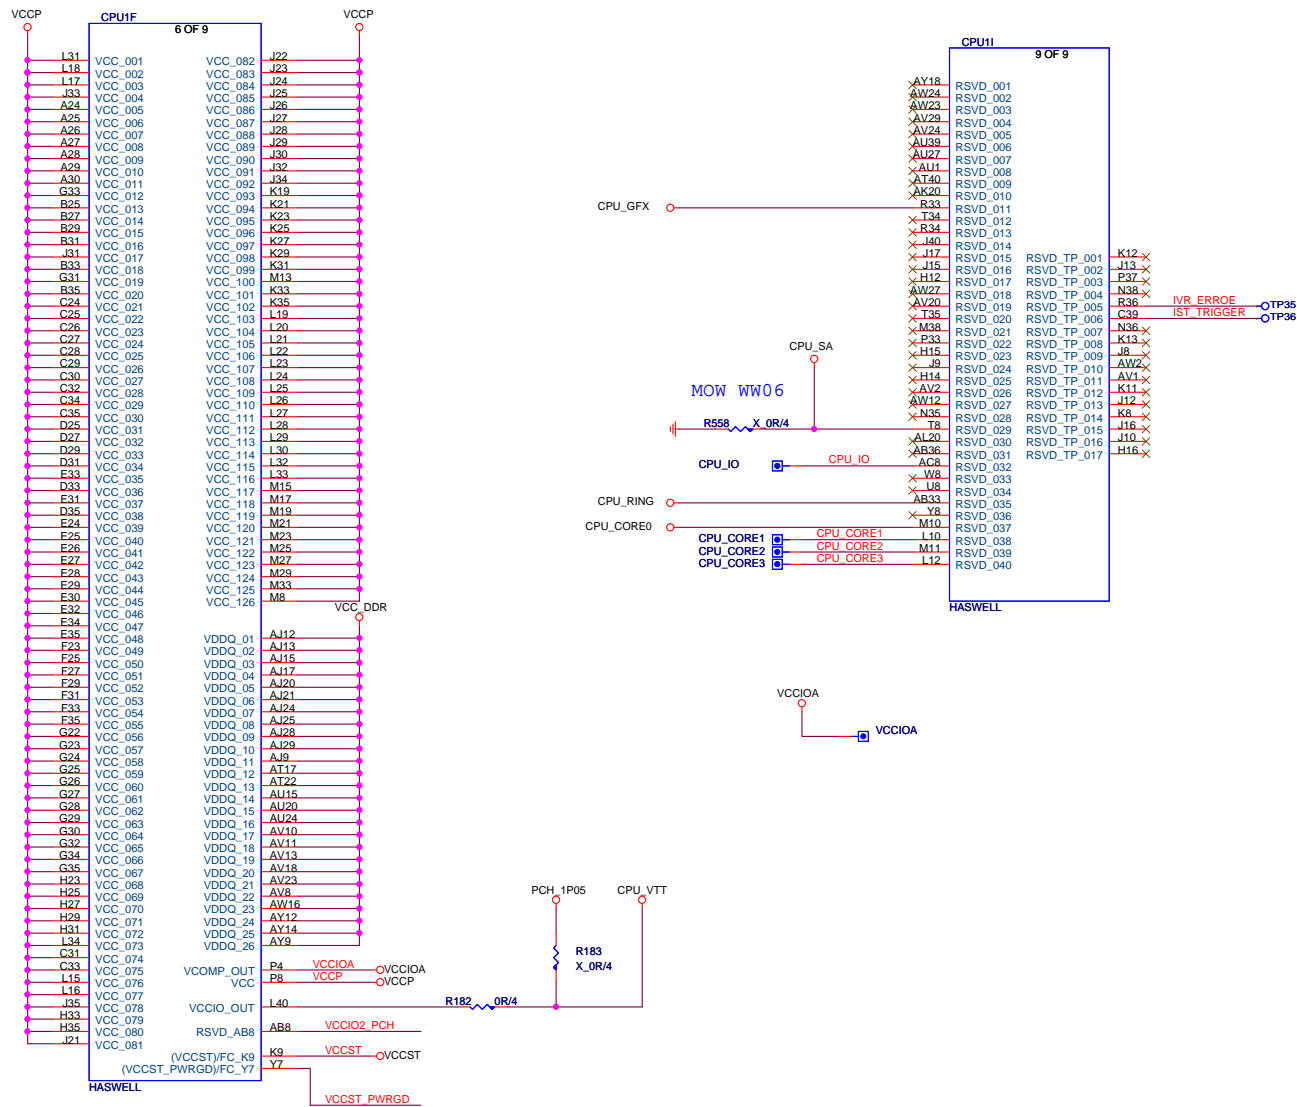 VCCP CPU1F VCCP
6 OF 9
L31 VCC_001 VCC_082 J22
L18 VCC_002 VCC_083 J23
L17 VCC_003 VCC_084 J24
J33 VCC_004 VCC_085 J25
A24 VCC_005 VCC_086 J26
A25 VCC_006 VCC_087 J27
A26 VCC_007 VCC_088 J28
A27 VCC_008 VCC_089 J29
A28 VCC_009 VCC_090 J30
A29 VCC_010 VCC_091 J32
A30 VCC_011 VCC_092 J34
G33 VCC_012 VCC_093 K19
B25 VCC_013 VCC_094 K21
B27 VCC_014 VCC_095 K23
B29 VCC_015 VCC_096 K25
B31 VCC_016 VCC_097 K27
J31 VCC_017 VCC_098 K29
B33 VCC_018 VCC_099 K31
G31 VCC_019 VCC_100 M13
B35 VCC_020 VCC_101 K33
C24 VCC_021 VCC_102 K35
C25 VCC_022 VCC_103 L19
C26 VCC_023 VCC_104 L20
C27 VCC_024 VCC_105 L21
C28 VCC_025 VCC_106 L22
C29 VCC_026 VCC_107 L23
C30 VCC_027 VCC_108 L24
C32 VCC_028 VCC_109 L25
C34 VCC_029 VCC_110 L26
C35 VCC_030 VCC_111 L27
D25 VCC_031 VCC_112 L28
D27 VCC_032 VCC_113 L29
D29 VCC_033 VCC_114 L30
D31 VCC_034 VCC_115 L32
E33 VCC_035 VCC_116 L33
D33 VCC_036 VCC_117 M15
E31 VCC_037 VCC_118 M17
D35 VCC_038 VCC_119 M19
E24 VCC_039 VCC_120 M21
E25 VCC_040 VCC_121 M23
E26 VCC_041 VCC_122 M25
E27 VCC_042 VCC_123 M27
E28 VCC_043 VCC_124 M29
E29 VCC_044 VCC_125 M33
E30 VCC_045 VCC_126 M8
E32 VCC_046 VCC_DDR
E34 VCC_047
E35 VCC_048 VDDQ_01 AJ12
F23 VCC_049 VDDQ_02 AJ13
F25 VCC_050 VDDQ_03 AJ15
F27 VCC_051 VDDQ_04 AJ17
F29 VCC_052 VDDQ_05 AJ20
F31 VCC_053 VDDQ_06 AJ21
F33 VCC_054 VDDQ_07 AJ24
F35 VCC_055 VDDQ_08 AJ25
G22 VCC_056 VDDQ_09 AJ28
G23 VCC_057 VDDQ_10 AJ29
G24 VCC_058 VDDQ_11 AJ9
G25 VCC_059 VDDQ_12 AT17
G26 VCC_060 VDDQ_13 AT22
G27 VCC_061 VDDQ_14 AU15
G28 VCC_062 VDDQ_15 AU20
G29 VCC_063 VDDQ_16 AU24
G30 VCC_064 VDDQ_17 AV10
G32 VCC_065 VDDQ_18 AV11
G34 VCC_066 VDDQ_19 AV13
G35 VCC_067 VDDQ_20 AV18
H23 VCC_068 VDDQ_21 AV23
H25 VCC_069 VDDQ_22 AV8
H27 VCC_070 VDDQ_23 AW16
H29 VCC_071 VDDQ_24 AY12
H31 VCC_072 VDDQ_25 AY14
L34 VCC_073 VDDQ_26 AY9
C31 VCC_074
C33 VCC_075 VCOMP_OUT P4 VCCIOA VCCIOA
L15 VCC_076 VCC P8 VCCP VCCP
L16 VCC_077
J35 VCC_078 VCCIO_OUT L40
H33 VCC_079
H35 VCC_080 RSVD_AB8 AB8 VCCIO2_PCH
J21 VCC_081
(VCCST)/FC_K9 K9 VCCST VCCST
(VCCST_PWRGD)/FC_Y7 Y7
HASWELL
VCCST_PWRGD
PCH_1P05 CPU_VTT
R183
X_0R/4
R182 0R/4
CPU1I
9 OF 9
AY18 RSVD_001
AW24 RSVD_002
AW23 RSVD_003
AV29 RSVD_004
AV24 RSVD_005
AU39 RSVD_006
AU27 RSVD_007
AU1 RSVD_008
AT40 RSVD_009
AK20 RSVD_010
CPU_GFX R33 RSVD_011
T34 RSVD_012
R34 RSVD_013
J40 RSVD_014
J17 RSVD_015 RSVD_TP_001 K12
J15 RSVD_016 RSVD_TP_002 J13
H12 RSVD_017 RSVD_TP_003 P37
AW27 RSVD_018 RSVD_TP_004 N38
AV20 RSVD_019 RSVD_TP_005 R36 IVR_ERROE TP35
T35 RSVD_020 RSVD_TP_006 C39 IST_TRIGGER TP36
M38 RSVD_021 RSVD_TP_007 N36
P33 RSVD_022 RSVD_TP_008 K13
CPU_SA H15 RSVD_023 RSVD_TP_009 J8
J9 RSVD_024 RSVD_TP_010 AW2
H14 RSVD_025 RSVD_TP_011 AV1
MOW WW06 AV2 RSVD_026 RSVD_TP_012 K11
AW12 RSVD_027 RSVD_TP_013 J12
N35 RSVD_028 RSVD_TP_014 K8
R558 X_0R/4 T8 RSVD_029 RSVD_TP_015 J16
AL20 RSVD_030 RSVD_TP_016 J10
AB36 RSVD_031 RSVD_TP_017 H16
CPU_IO CPU_IO AC8 RSVD_032
W8 RSVD_033
U8 RSVD_034
CPU_RING AB33 RSVD_035
Y8 RSVD_036
CPU_CORE0 M10 RSVD_037
CPU_CORE1 CPU_CORE1 L10 RSVD_038
CPU_CORE2 CPU_CORE2 M11 RSVD_039
CPU_CORE3 CPU_CORE3 L12 RSVD_040
HASWELL
VCCIOA
VCCIOA